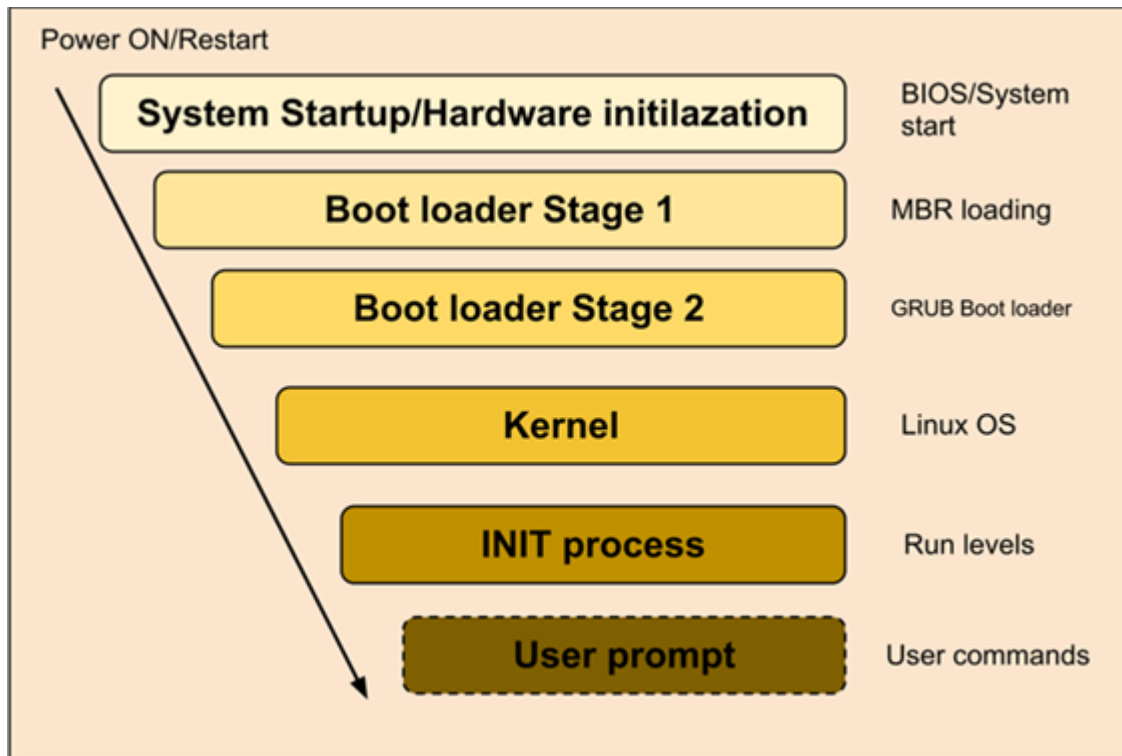 Power ON/Restart
System Startup/Hardware initilazation
BIOS/System
start
Boot loader Stage 1
MBR loading
Boot loader Stage 2
GRUB Boot loader
Kernel
Linux OS
INIT process
Run levels
User prompt
User commands